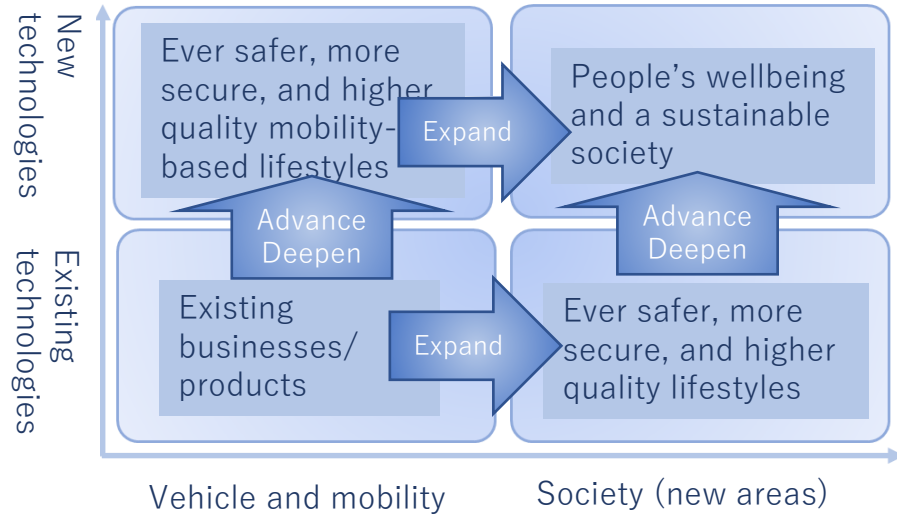 New
technologies
Ever safer, more
secure, and higher
quality mobility-
based lifestyles
Expand
People’s wellbeing
and a sustainable
society
Advance
Deepen
Advance
Deepen
Existing
technologies
Existing
businesses/
products
Expand
Ever safer, more
secure, and higher
quality lifestyles
Vehicle and mobility
Society (new areas)